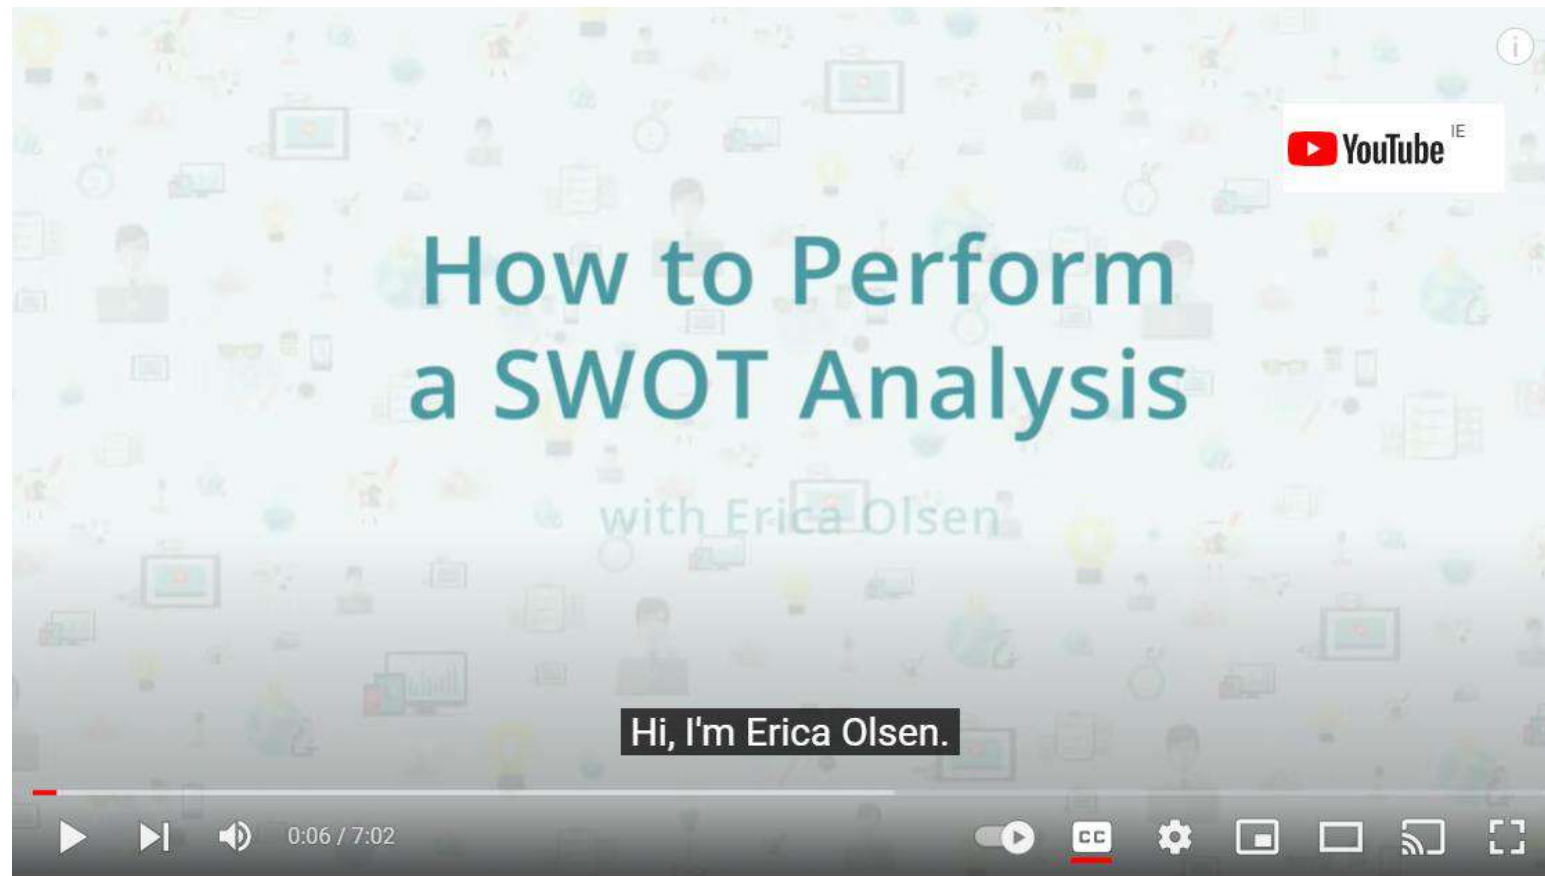 YouTube IE
How to Perform
a SWOT Analysis
with Erica Olsen
Hi, I'm Erica Olsen.
0:06 / 7:02
CC